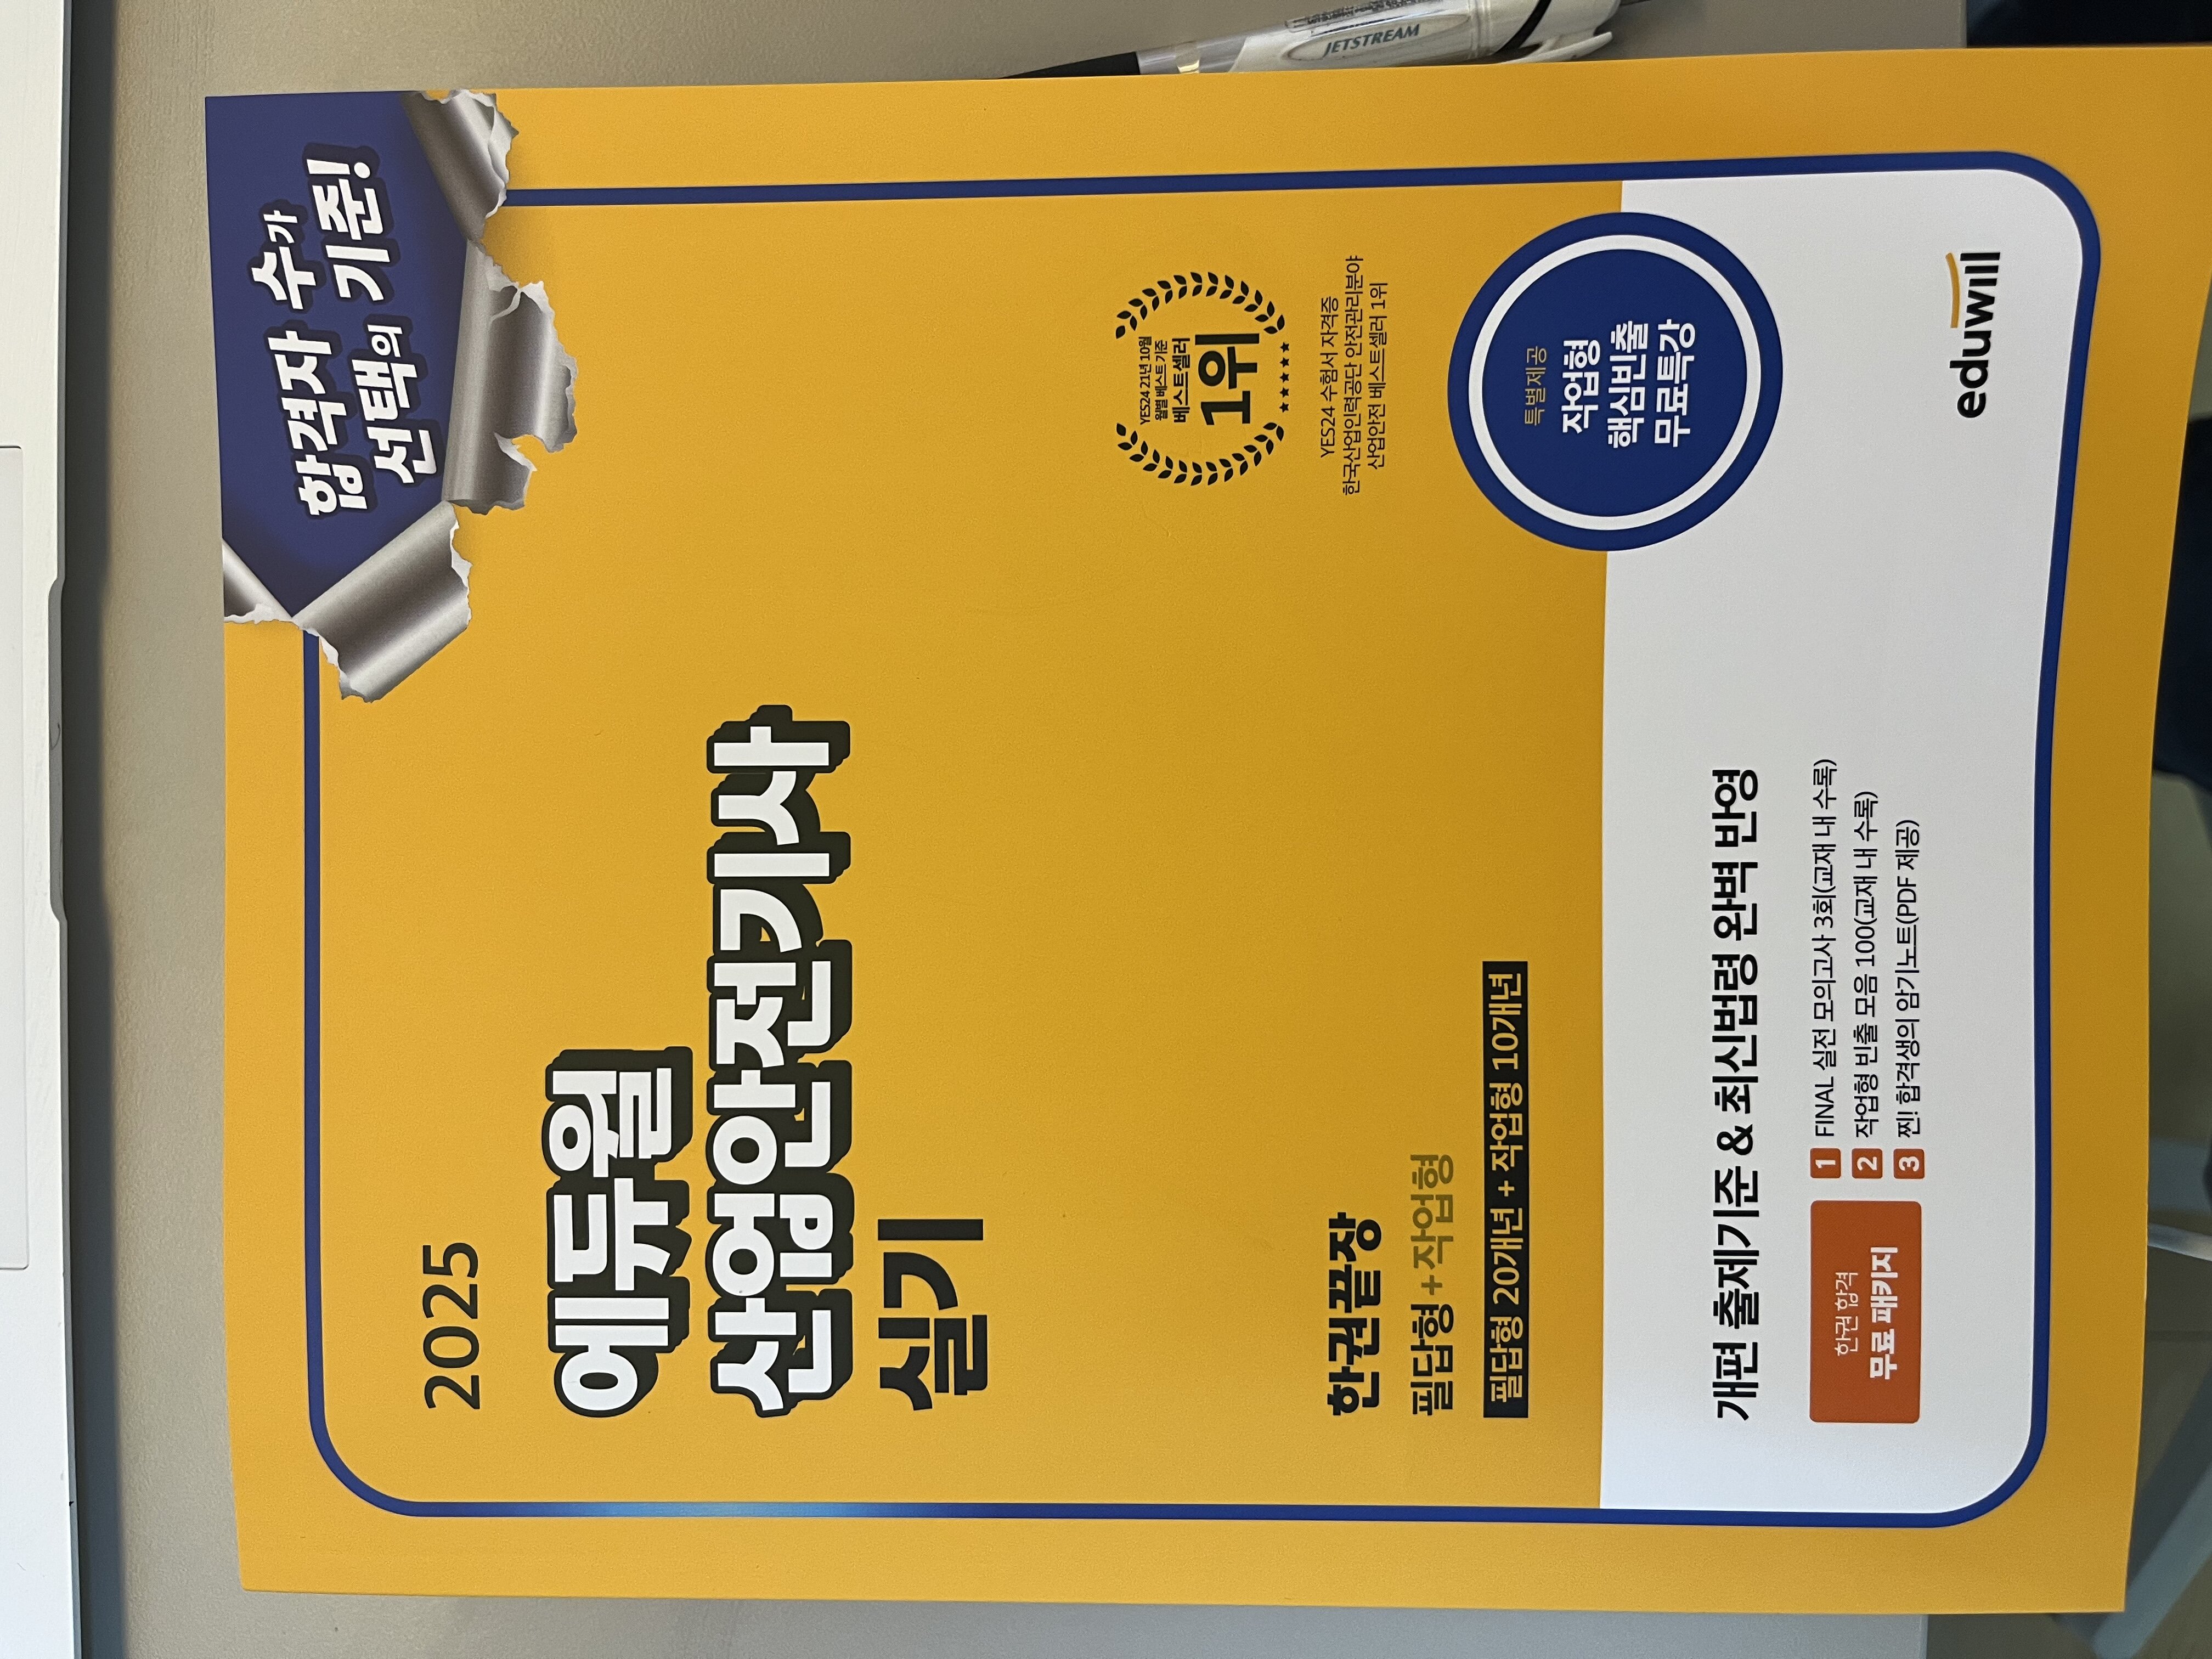 합격자 수가
선택의 기준!
2025
에듀윌
산업안전기사
실기
YES24 21년 10월
월별 베스트 기준
베스트셀러
1위
★★★★★
YES24 수험서 자격증
한국산업인력공단 안전관리분야
산업안전 베스트셀러 1위
한권끝장
필답형+작업형
필답형 20개년 + 작업형 10개년
특별제공
작업형
핵심빈출
무료특강
개편 출제기준 & 최신법령 완벽 반영
한권 합격
무료 패키지
1 FINAL 실전 모의고사 3회(교재 내 수록)
2 작업형 빈출 모음 100(교재 내 수록)
3 찐! 합격생의 암기노트(PDF 제공)
eduwill
JETSTREAM